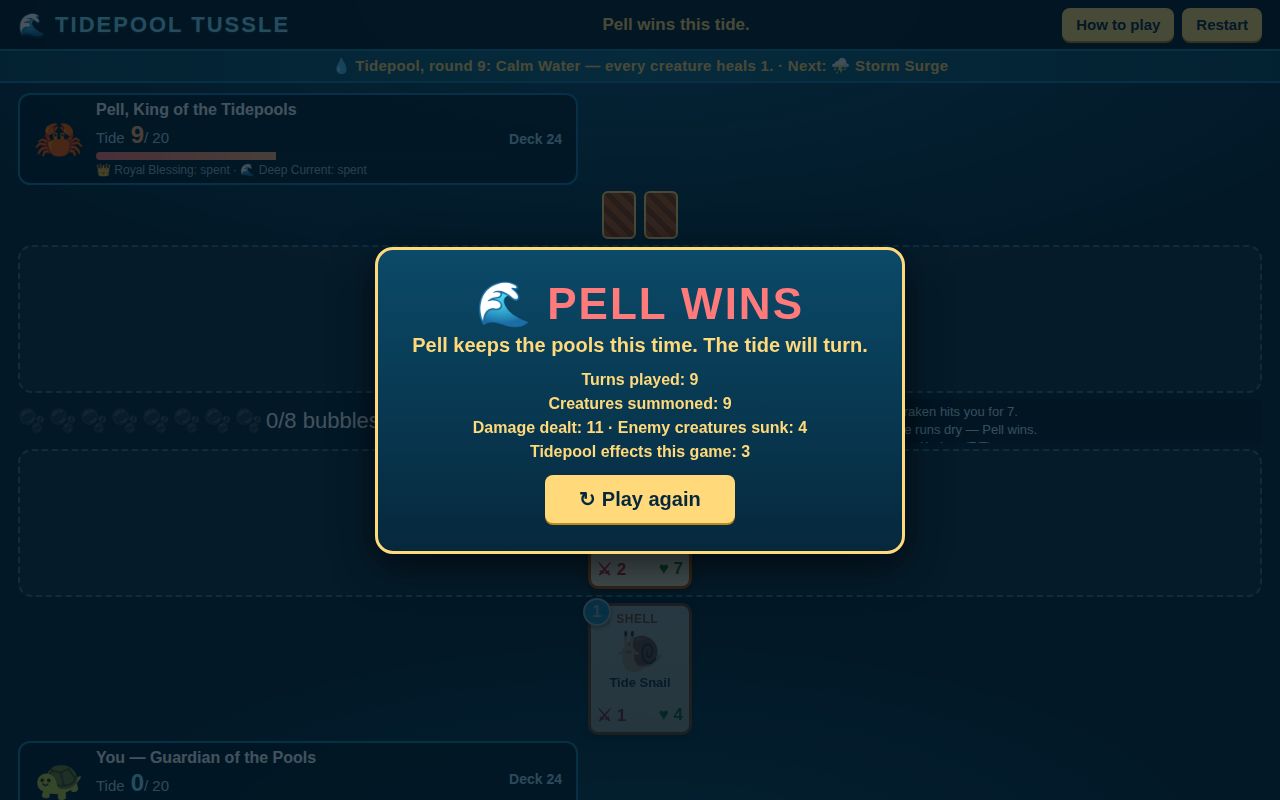 TIDEPOOL TUSSLE
Pell wins this tide.
How to play
Restart
Tidepool, round 9: Calm Water — every creature heals 1. · Next: Storm Surge
Pell, King of the Tidepools
Tide 9/ 20
Deck 24
Royal Blessing: spent · Deep Current: spent
PELL WINS
Pell keeps the pools this time. The tide will turn.
Turns played: 9
Creatures summoned: 9
Damage dealt: 11 · Enemy creatures sunk: 4
Tidepool effects this game: 3
↻ Play again
0/8 bubbles
raken hits you for 7.
e runs dry — Pell wins.
⚔ 2 ♥ 7
1
SHELL
Tide Snail
⚔ 1 ♥ 4
You — Guardian of the Pools
Tide 0/ 20
Deck 24